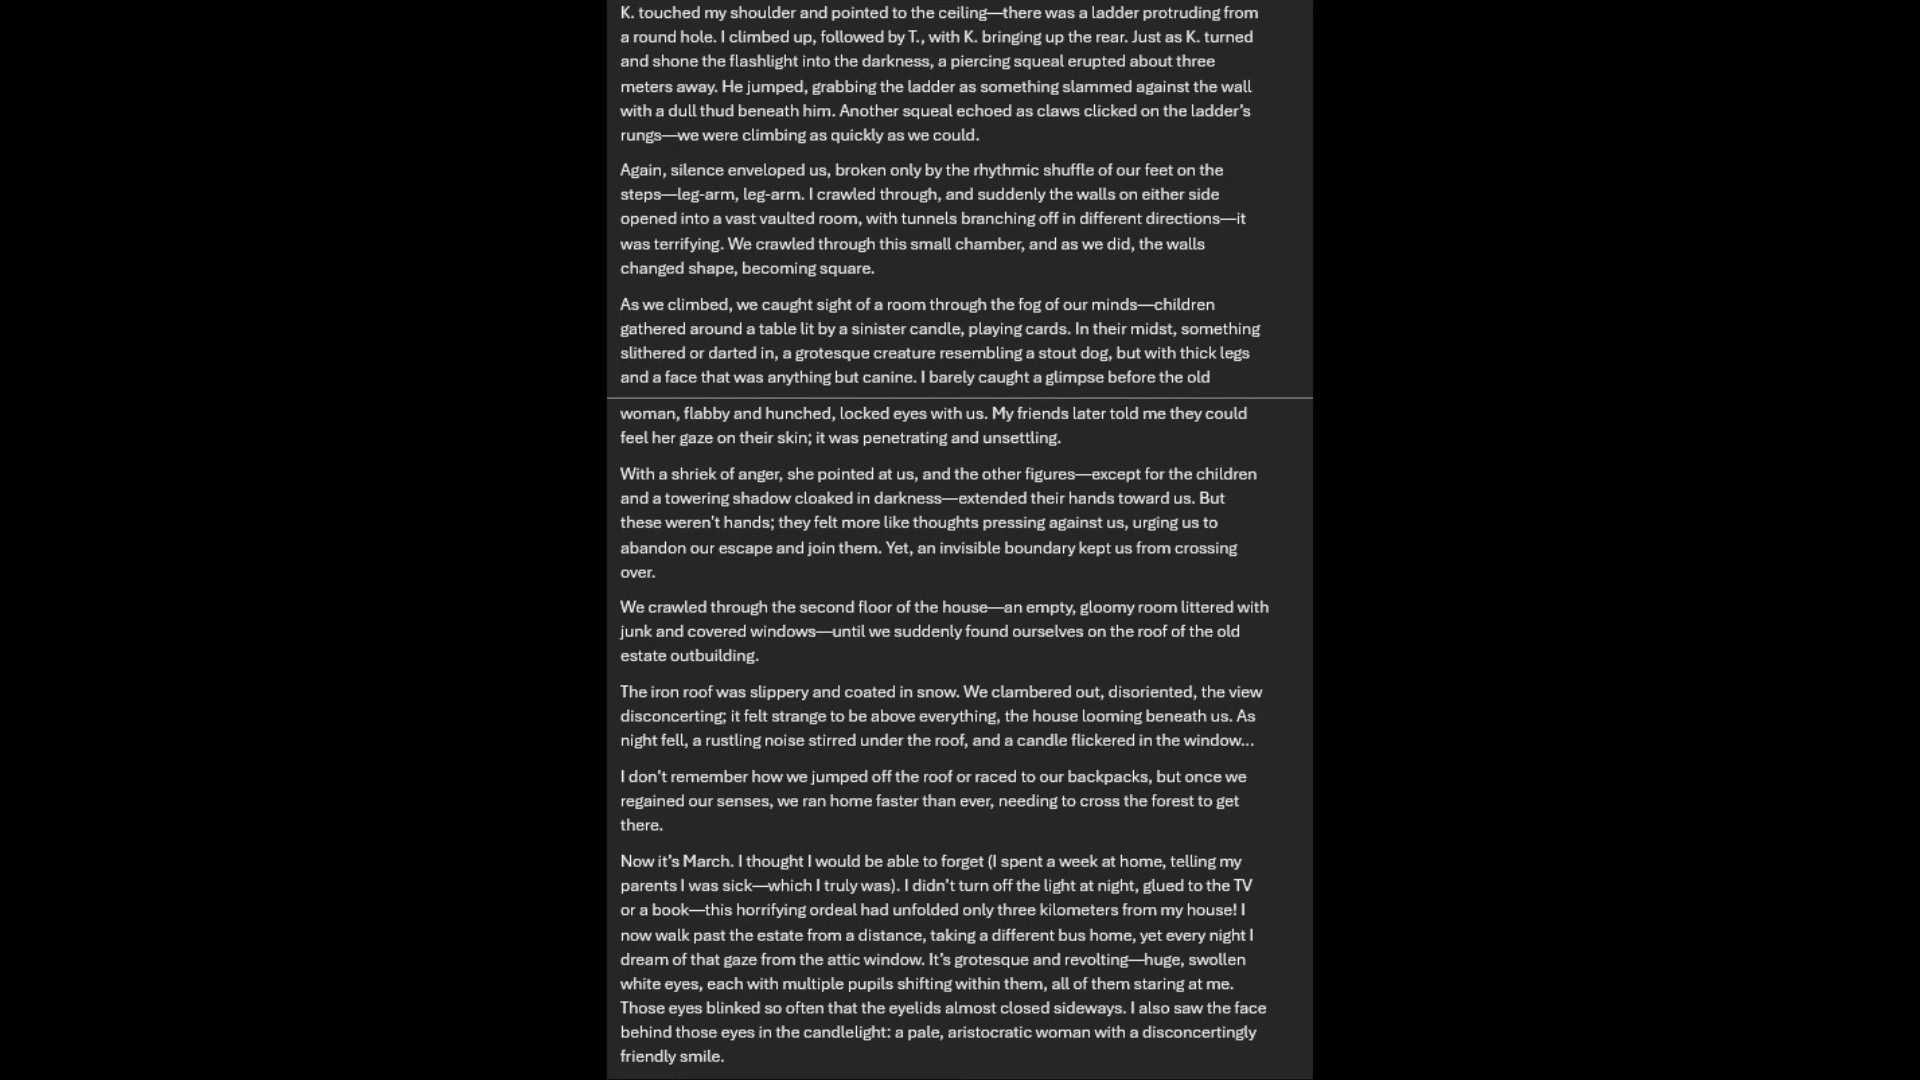 K. touched my shoulder and pointed to the ceiling—there was a ladder protruding from
a round hole. I climbed up, followed by T., with K. bringing up the rear. Just as K. turned
and shone the flashlight into the darkness, a piercing squeal erupted about three
meters away. He jumped, grabbing the ladder as something slammed against the wall
with a dull thud beneath him. Another squeal echoed as claws clicked on the ladder's
rungs—we were climbing as quickly as we could.
Again, silence enveloped us, broken only by the rhythmic shuffle of our feet on the
steps—leg-arm, leg-arm. I crawled through, and suddenly the walls on either side
opened into a vast vaulted room, with tunnels branching off in different directions—it
was terrifying. We crawled through this small chamber, and as we did, the walls
changed shape, becoming square.
As we climbed, we caught sight of a room through the fog of our minds—children
gathered around a table lit by a sinister candle, playing cards. In their midst, something
slithered or darted in, a grotesque creature resembling a stout dog, but with thick legs
and a face that was anything but canine. I barely caught a glimpse before the old
woman, flabby and hunched, locked eyes with us. My friends later told me they could
feel her gaze on their skin; it was penetrating and unsettling.
With a shriek of anger, she pointed at us, and the other figures—except for the children
and a towering shadow cloaked in darkness—extended their hands toward us. But
these weren't hands; they felt more like thoughts pressing against us, urging us to
abandon our escape and join them. Yet, an invisible boundary kept us from crossing
over.
We crawled through the second floor of the house—an empty, gloomy room littered with
junk and covered windows—until we suddenly found ourselves on the roof of the old
estate outbuilding.
The iron roof was slippery and coated in snow. We clambered out, disoriented, the view
disconcerting; it felt strange to be above everything, the house looming beneath us. As
night fell, a rustling noise stirred under the roof, and a candle flickered in the window...
I don't remember how we jumped off the roof or raced to our backpacks, but once we
regained our senses, we ran home faster than ever, needing to cross the forest to get
there.
Now it's March. I thought I would be able to forget (I spent a week at home, telling my
parents I was sick—which I truly was). I didn't turn off the light at night, glued to the TV
or a book—this horrifying ordeal had unfolded only three kilometers from my house! I
now walk past the estate from a distance, taking a different bus home, yet every night I
dream of that gaze from the attic window. It's grotesque and revolting—huge, swollen
white eyes, each with multiple pupils shifting within them, all of them staring at me.
Those eyes blinked so often that the eyelids almost closed sideways. I also saw the face
behind those eyes in the candlelight: a pale, aristocratic woman with a disconcertingly
friendly smile.